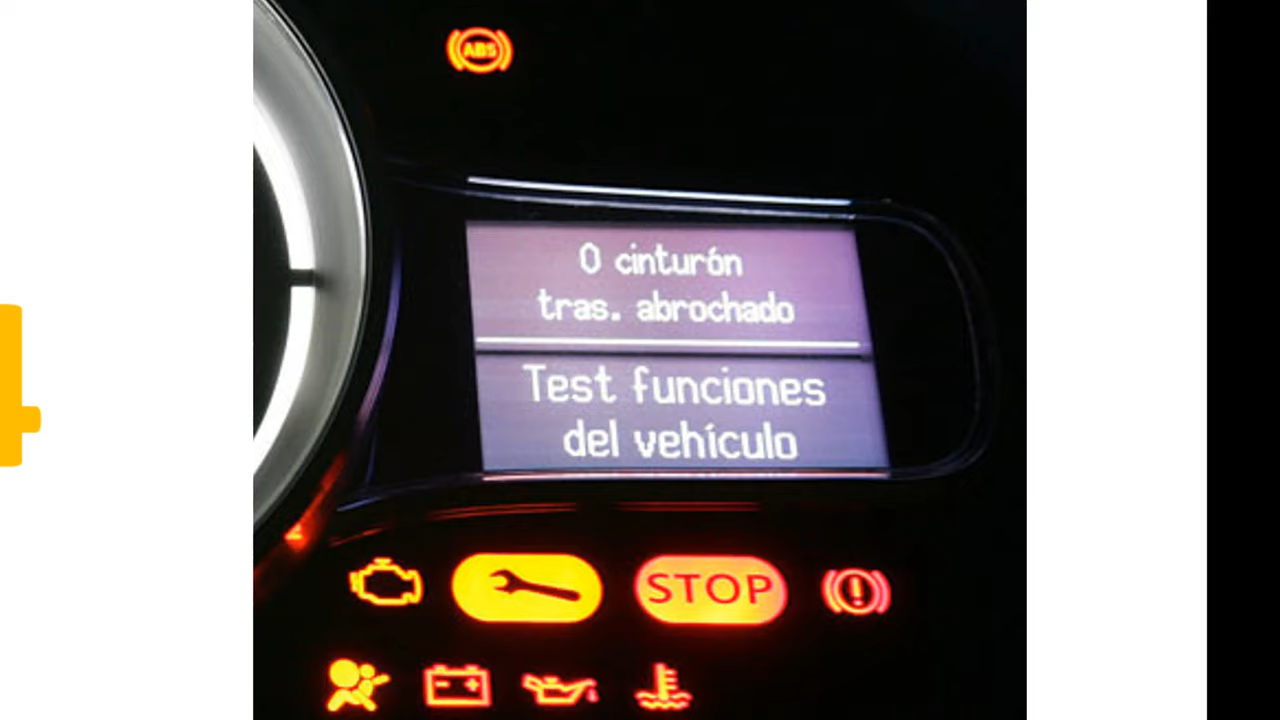 ABS
0 cinturón
tras. abrochado
Test funciones
del vehículo
STOP